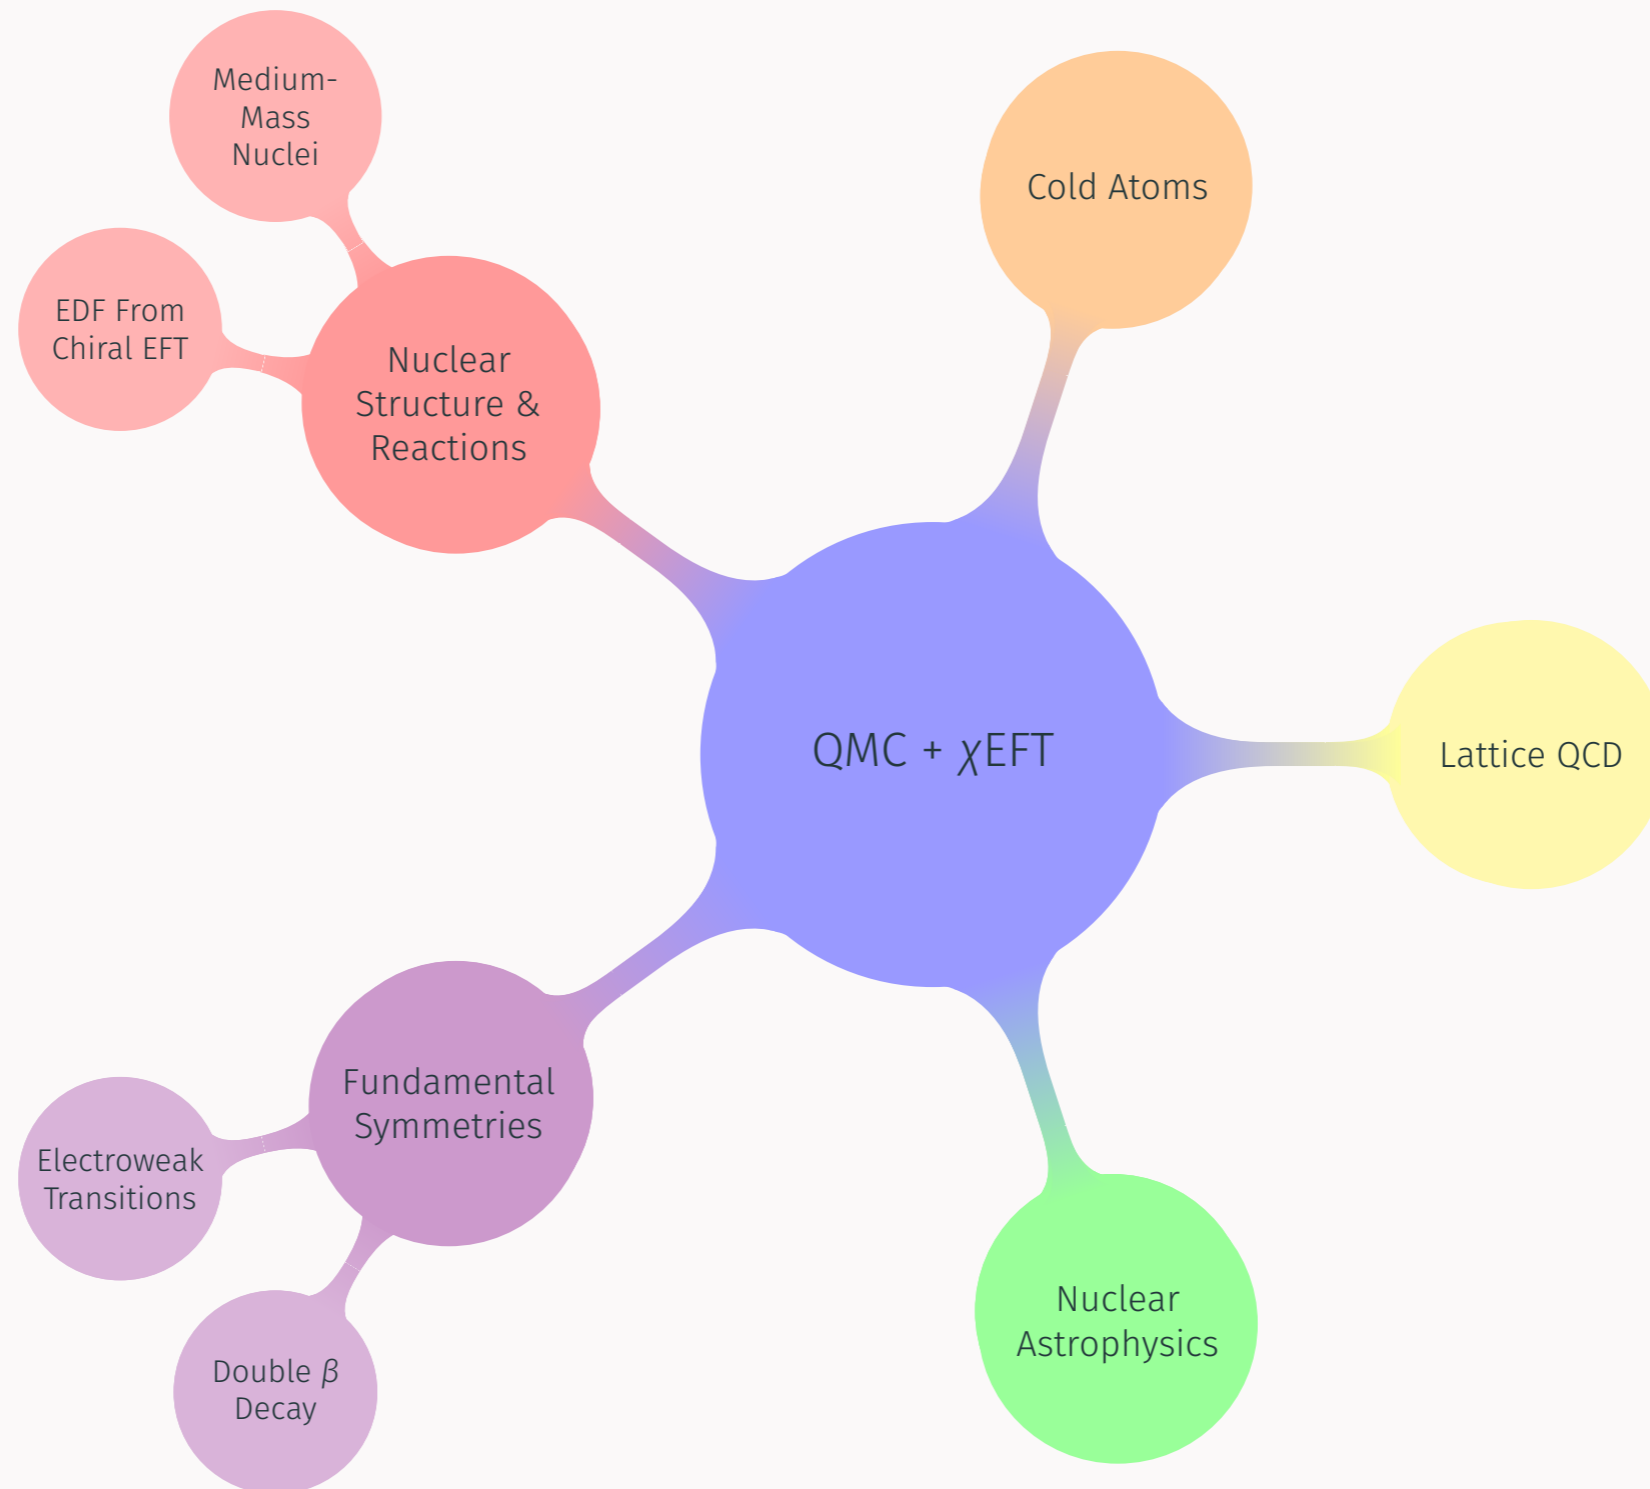 Medium-
Mass
Nuclei
EDF From
Chiral EFT
Nuclear
Structure &
Reactions
Cold Atoms
QMC + χEFT
Lattice QCD
Fundamental
Symmetries
Electroweak
Transitions
Double β
Decay
Nuclear
Astrophysics